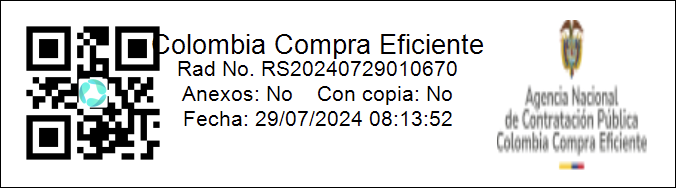 Colombia Compra Eficiente
Rad No. RS20240729010670
Anexos: No    Con copia: No
Fecha: 29/07/2024 08:13:52
Agencia Nacional
de Contratación Pública
Colombia Compra Eficiente